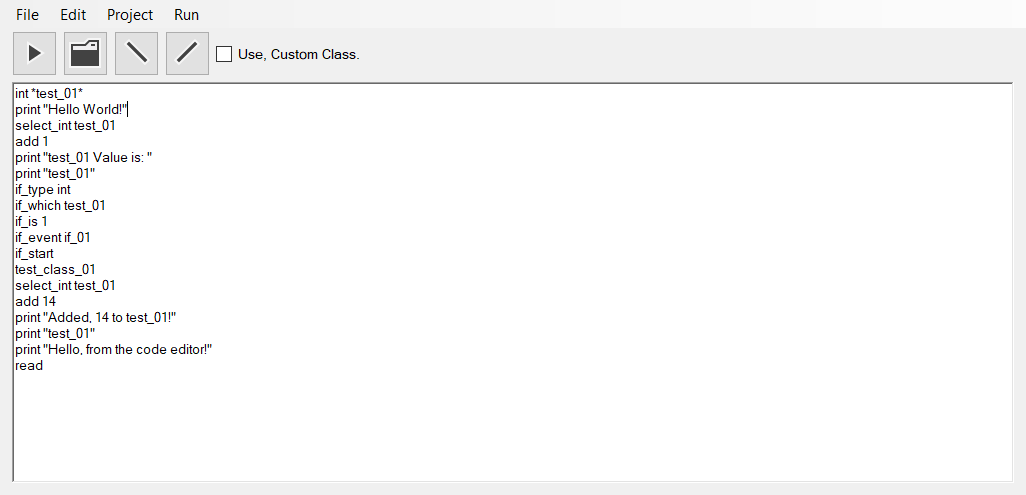 File Edit Project Run
Use, Custom Class.
int *test_01*
print "Hello World!"
select_int test_01
add 1
print "test_01 Value is: "
print "test_01"
if_type int
if_which test_01
if_is 1
if_event if_01
if_start
test_class_01
select_int test_01
add 14
print "Added, 14 to test_01!"
print "test_01"
print "Hello, from the code editor!"
read